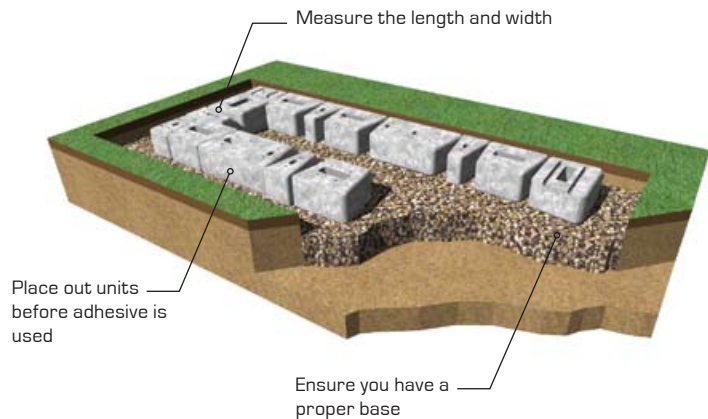 Measure the length and width
Place out units
before adhesive is
used
Ensure you have a
proper base